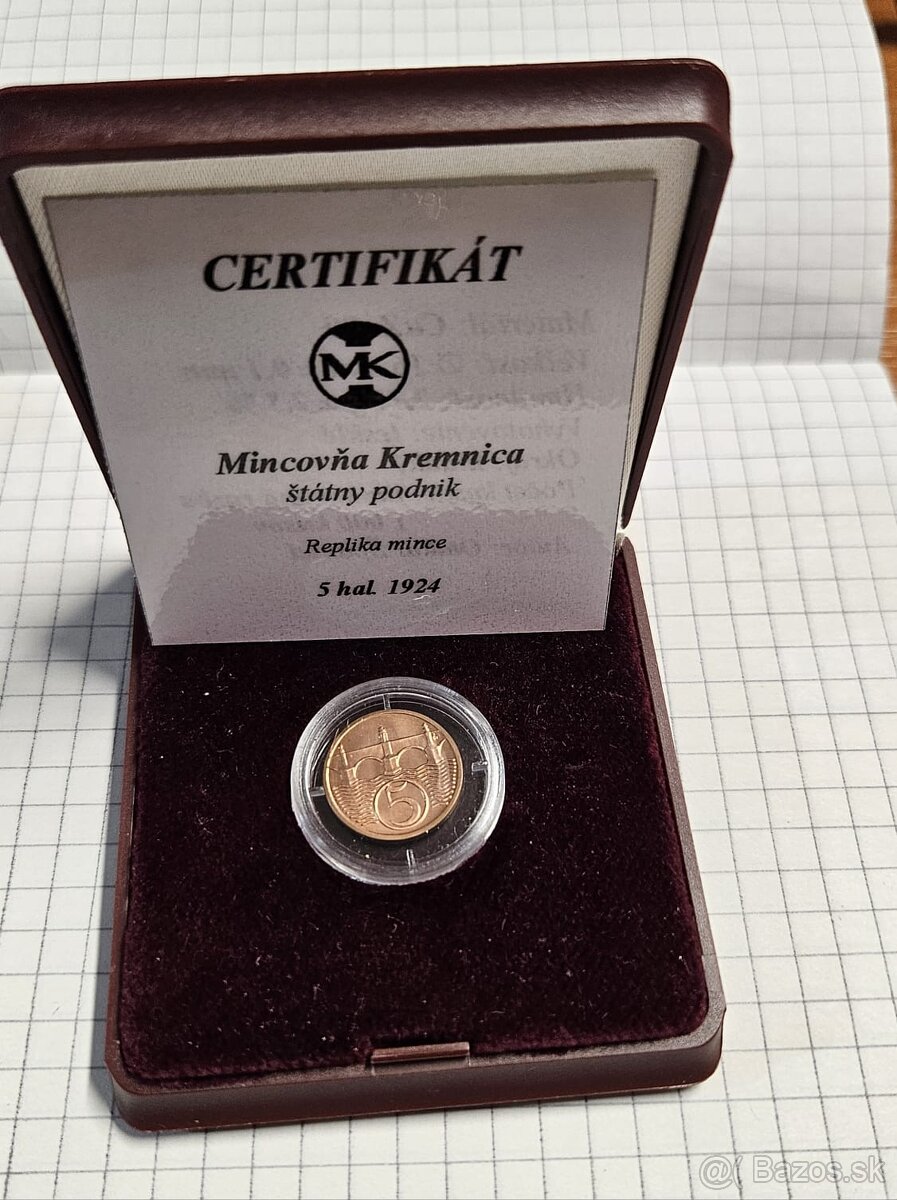 CERTIFIKÁT
MK
Mincovňa Kremnica
štátny podnik
Replika mince
5 hal. 1924
5
@( Bazos.sk